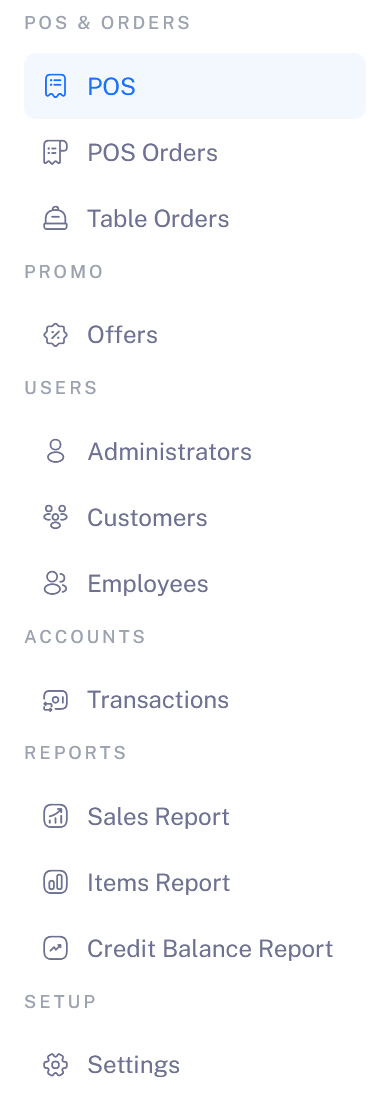 POS & ORDERS
POS
POS Orders
Table Orders
PROMO
Offers
USERS
Administrators
Customers
Employees
ACCOUNTS
Transactions
REPORTS
Sales Report
Items Report
Credit Balance Report
SETUP
Settings